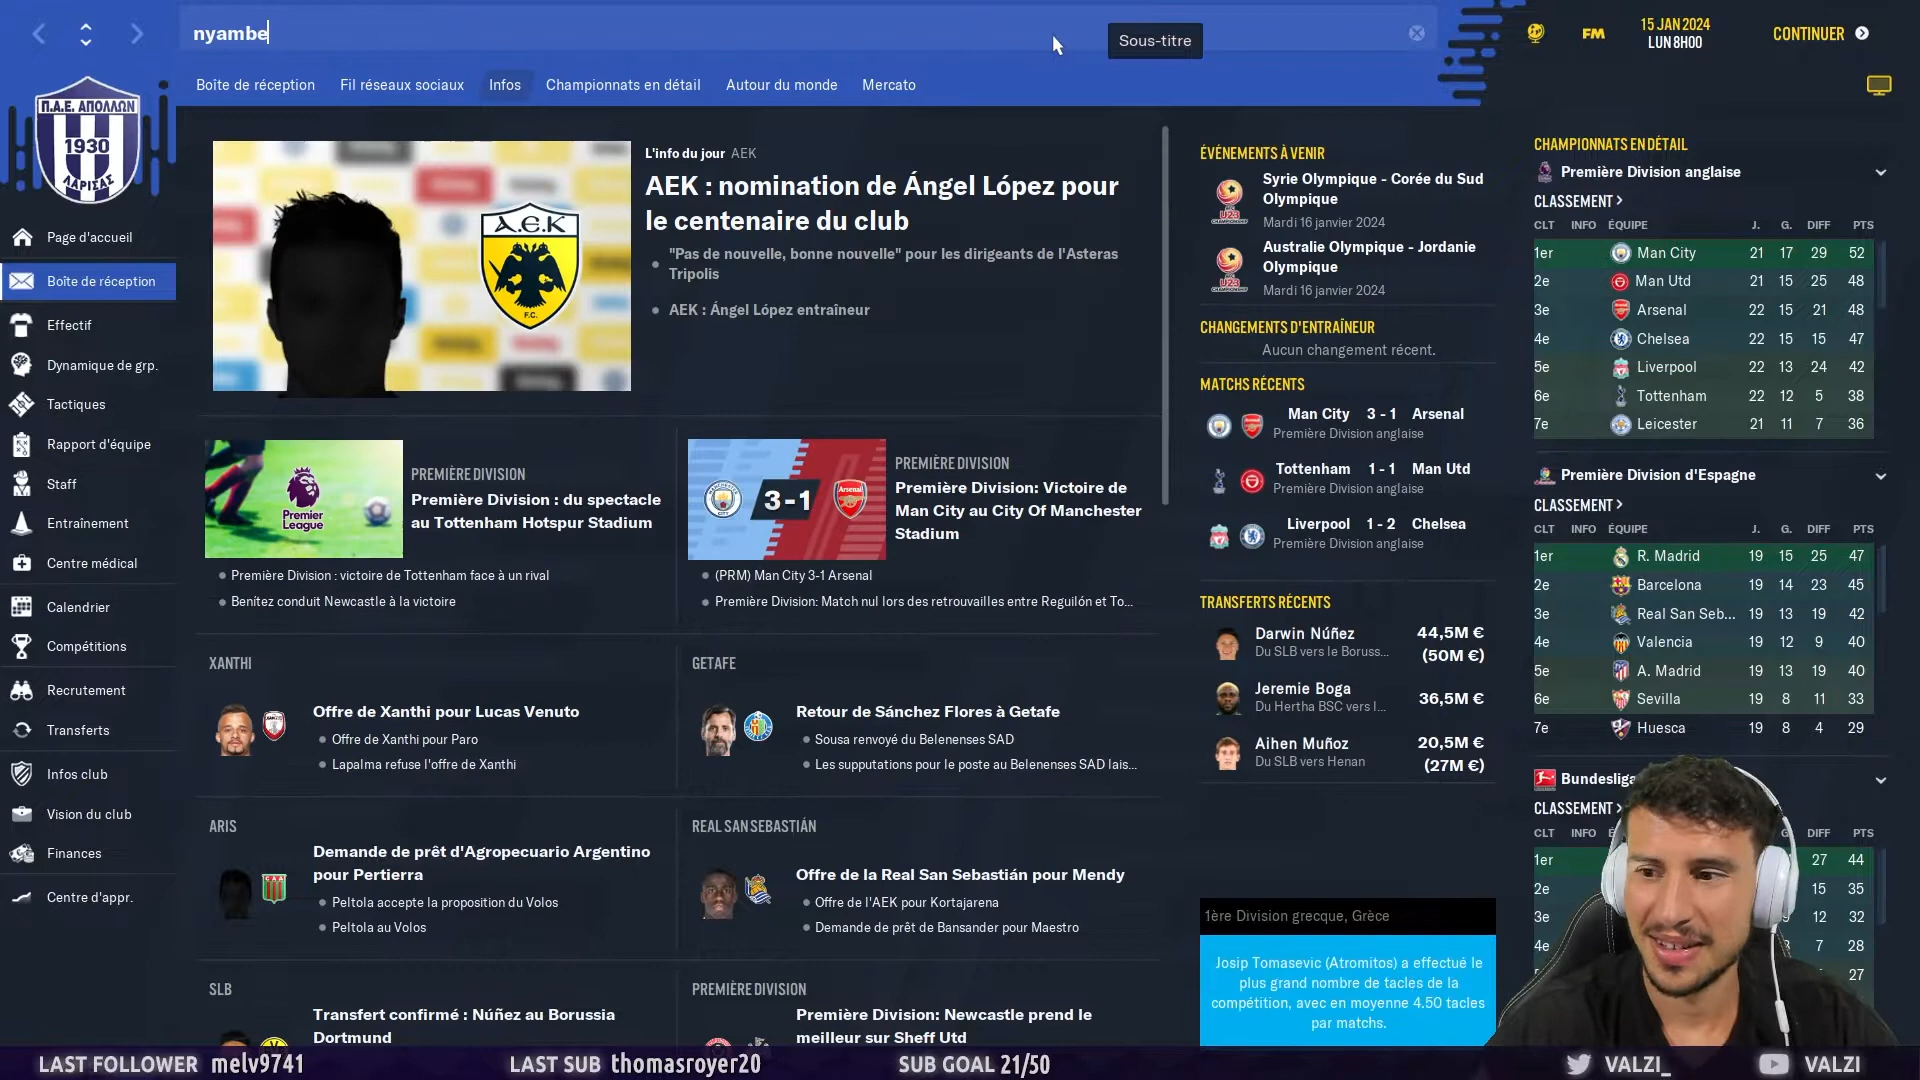 nyambe
Sous-titre
15 JAN 2024
LUN 8H00
CONTINUER
FM
Boîte de réception
Fil réseaux sociaux
Infos
Championnats en détail
Autour du monde
Mercato
Π.Α.Ε. ΑΠΟΛΛΩΝ
1930
ΛΑΡΙΣΑΣ
Page d'accueil
Boîte de réception
Effectif
Dynamique de grp.
Tactiques
Rapport d'équipe
Staff
Entraînement
Centre médical
Calendrier
Compétitions
Recrutement
Transferts
Infos club
Vision du club
Finances
Centre d'appr.
A.E.K
F.C.
L'info du jour AEK
AEK : nomination de Ángel López pour
le centenaire du club
"Pas de nouvelle, bonne nouvelle" pour les dirigeants de l'Asteras
Tripolis
AEK : Ángel López entraîneur
Premier
League
PREMIÈRE DIVISION
Première Division : du spectacle
au Tottenham Hotspur Stadium
Première Division : victoire de Tottenham face à un rival
Benítez conduit Newcastle à la victoire
3-1
PREMIÈRE DIVISION
Première Division: Victoire de
Man City au City Of Manchester
Stadium
(PRM) Man City 3-1 Arsenal
Première Division: Match nul lors des retrouvailles entre Reguilón et To...
XANTHI
Offre de Xanthi pour Lucas Venuto
Offre de Xanthi pour Paro
Lapalma refuse l'offre de Xanthi
GETAFE
Retour de Sánchez Flores à Getafe
Sousa renvoyé du Belenenses SAD
Les supputations pour le poste au Belenenses SAD lais...
ARIS
Demande de prêt d'Agropecuario Argentino
pour Pertierra
Peltola accepte la proposition du Volos
Peltola au Volos
REAL SAN SEBASTIÁN
Offre de la Real San Sebastián pour Mendy
Offre de l'AEK pour Kortajarena
Demande de prêt de Bansander pour Maestro
SLB
Transfert confirmé : Núñez au Borussia
Dortmund
PREMIÈRE DIVISION
Première Division: Newcastle prend le
meilleur sur Sheff Utd
ÉVÉNEMENTS À VENIR
Syrie Olympique - Corée du Sud
Olympique
Mardi 16 janvier 2024
Australie Olympique - Jordanie
Olympique
Mardi 16 janvier 2024
CHANGEMENTS D'ENTRAÎNEUR
Aucun changement récent.
MATCHS RÉCENTS
Man City 3 - 1 Arsenal
Première Division anglaise
Tottenham 1 - 1 Man Utd
Première Division anglaise
Liverpool 1 - 2 Chelsea
Première Division anglaise
TRANSFERTS RÉCENTS
Darwin Núñez 44,5M €
Du SLB vers le Boruss... (50M €)
Jeremie Boga 36,5M €
Du Hertha BSC vers l...
Aihen Muñoz 20,5M €
Du SLB vers Henan (27M €)
1ère Division grecque, Grèce
Josip Tomasevic (Atromitos) a effectué le
plus grand nombre de tacles de la
compétition, avec en moyenne 4.50 tacles
par matchs.
CHAMPIONNATS EN DÉTAIL
Première Division anglaise
CLASSEMENT >
CLT INFO ÉQUIPE J. G. DIFF PTS
1er Man City 21 17 29 52
2e Man Utd 21 15 25 48
3e Arsenal 22 15 21 48
4e Chelsea 22 15 15 47
5e Liverpool 22 13 24 42
6e Tottenham 22 12 5 38
7e Leicester 21 11 7 36
Première Division d'Espagne
CLASSEMENT >
CLT INFO ÉQUIPE J. G. DIFF PTS
1er R. Madrid 19 15 25 47
2e Barcelona 19 14 23 45
3e Real San Seb... 19 13 19 42
4e Valencia 19 12 9 40
5e A. Madrid 19 13 19 40
6e Sevilla 19 8 11 33
7e Huesca 19 8 4 29
Bundesliga
CLASSEMENT >
CLT INFO DIFF PTS
1er 27 44
2e 15 35
3e 12 32
4e 7 28
27
LAST FOLLOWER melv9741
LAST SUB thomasroyer20
SUB GOAL 21/50
VALZI_
VALZI